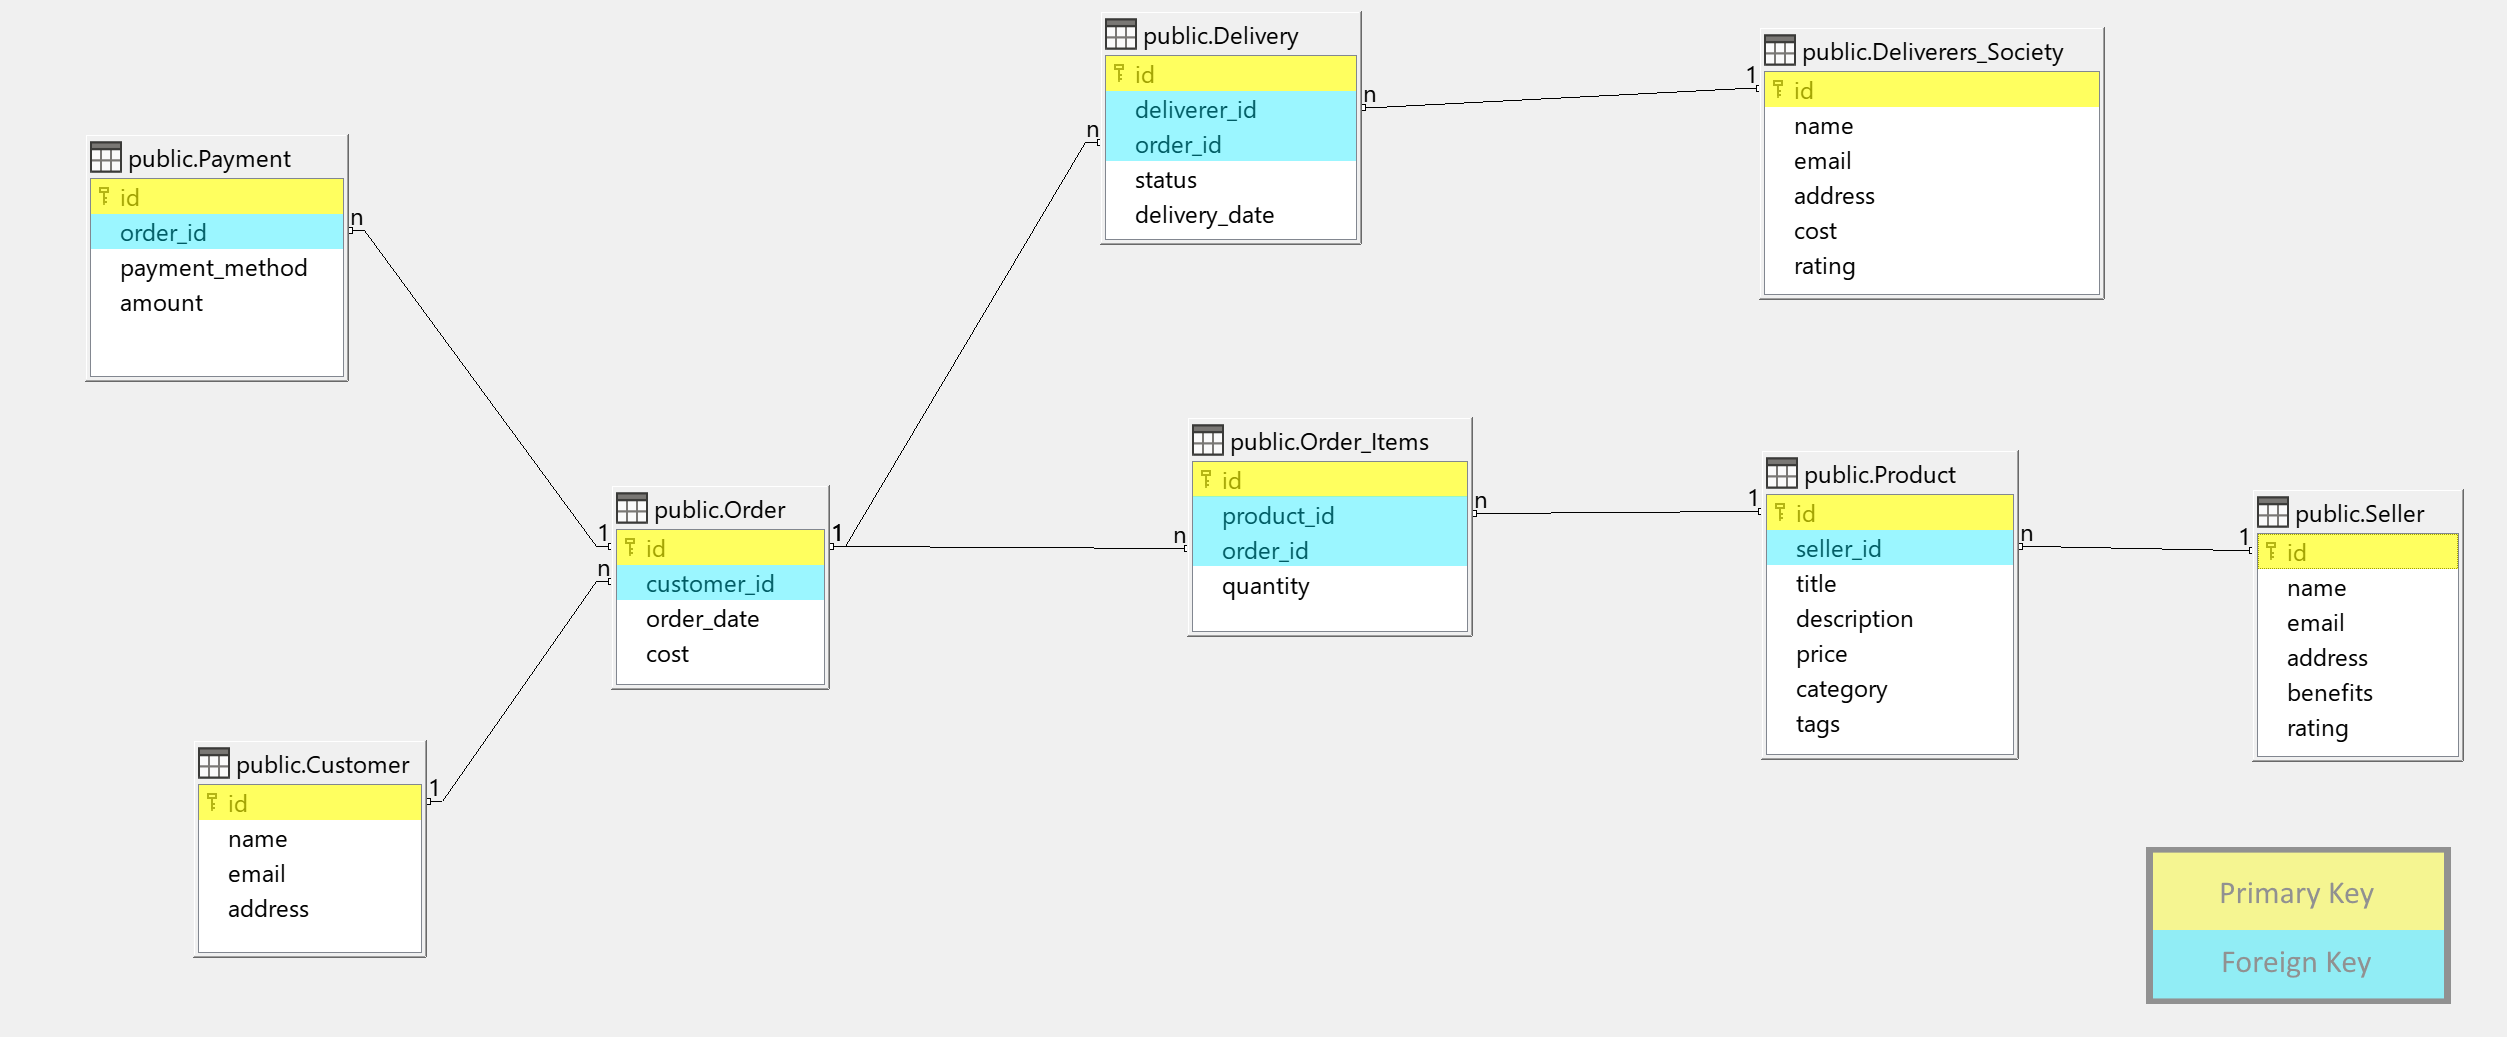 public.Delivery
id
deliverer_id
order_id
status
delivery_date
n
n
public.Deliverers_Society
1
id
name
email
address
cost
rating
public.Payment
id
order_id
payment_method
amount
n
public.Order
1
n
1
id
customer_id
order_date
cost
public.Order_Items
id
product_id
order_id
quantity
n
n
public.Product
1
id
seller_id
title
description
price
category
tags
n
public.Seller
1
id
name
email
address
benefits
rating
public.Customer
id
name
email
address
1
Primary Key
Foreign Key